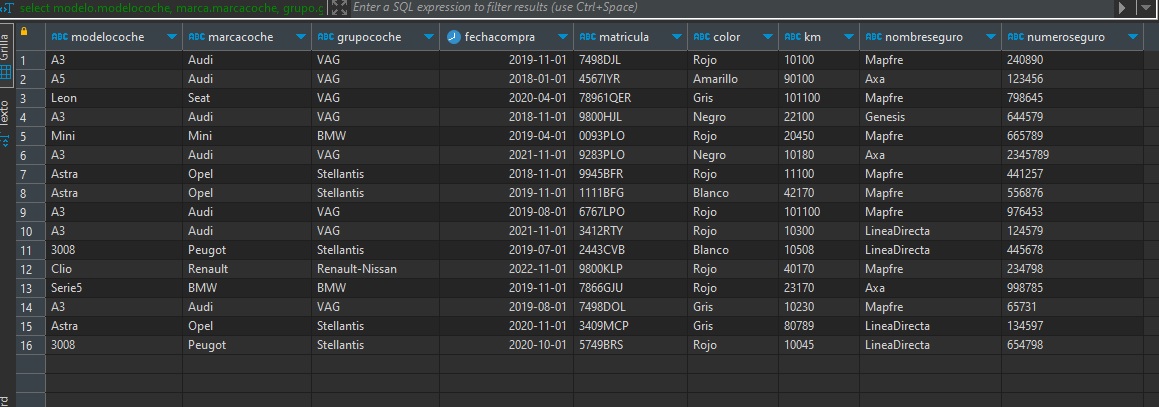 select modelo.modelocoche, marca.marcacoche, grupo.g Enter a SQL expression to filter results (use Ctrl+Space)
Grilla
Texto
ABC modelocoche ABC marcacoche ABC grupocoche fechacompra ABC matricula ABC color ABC km ABC nombreseguro ABC numeroseguro
1 A3 Audi VAG 2019-11-01 7498DJL Rojo 10100 Mapfre 240890
2 A5 Audi VAG 2018-01-01 4567IYR Amarillo 90100 Axa 123456
3 Leon Seat VAG 2020-04-01 78961QER Gris 101100 Mapfre 798645
4 A3 Audi VAG 2018-11-01 9800HJL Negro 22100 Genesis 644579
5 Mini Mini BMW 2019-04-01 0093PLO Rojo 20450 Mapfre 665789
6 A3 Audi VAG 2021-11-01 9283PLO Negro 10180 Axa 2345789
7 Astra Opel Stellantis 2018-11-01 9945BFR Rojo 11100 Mapfre 441257
8 Astra Opel Stellantis 2019-11-01 1111BFG Blanco 42170 Mapfre 556876
9 A3 Audi VAG 2019-08-01 6767LPO Rojo 101100 Mapfre 976453
10 A3 Audi VAG 2021-11-01 3412RTY Rojo 10300 LineaDirecta 124579
11 3008 Peugot Stellantis 2019-07-01 2443CVB Blanco 10508 LineaDirecta 445678
12 Clio Renault Renault-Nissan 2022-11-01 9800KLP Rojo 40170 Mapfre 234798
13 Serie5 BMW BMW 2019-11-01 7866GJU Rojo 23170 Axa 998785
14 A3 Audi VAG 2019-08-01 7498DOL Gris 10230 Mapfre 65731
15 Astra Opel Stellantis 2020-11-01 3409MCP Gris 80789 LineaDirecta 134597
16 3008 Peugot Stellantis 2020-10-01 5749BRS Rojo 10045 LineaDirecta 654798
rd